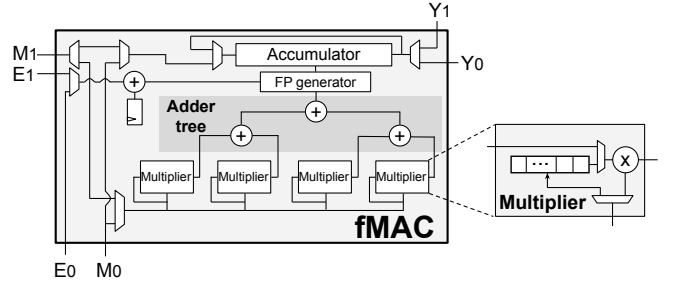 Y1
M1
Accumulator
Y0
E1
+
FP generator
Adder
tree
+
+
+
Multiplier
Multiplier
Multiplier
Multiplier
...
X
Multiplier
fMAC
E0
M0